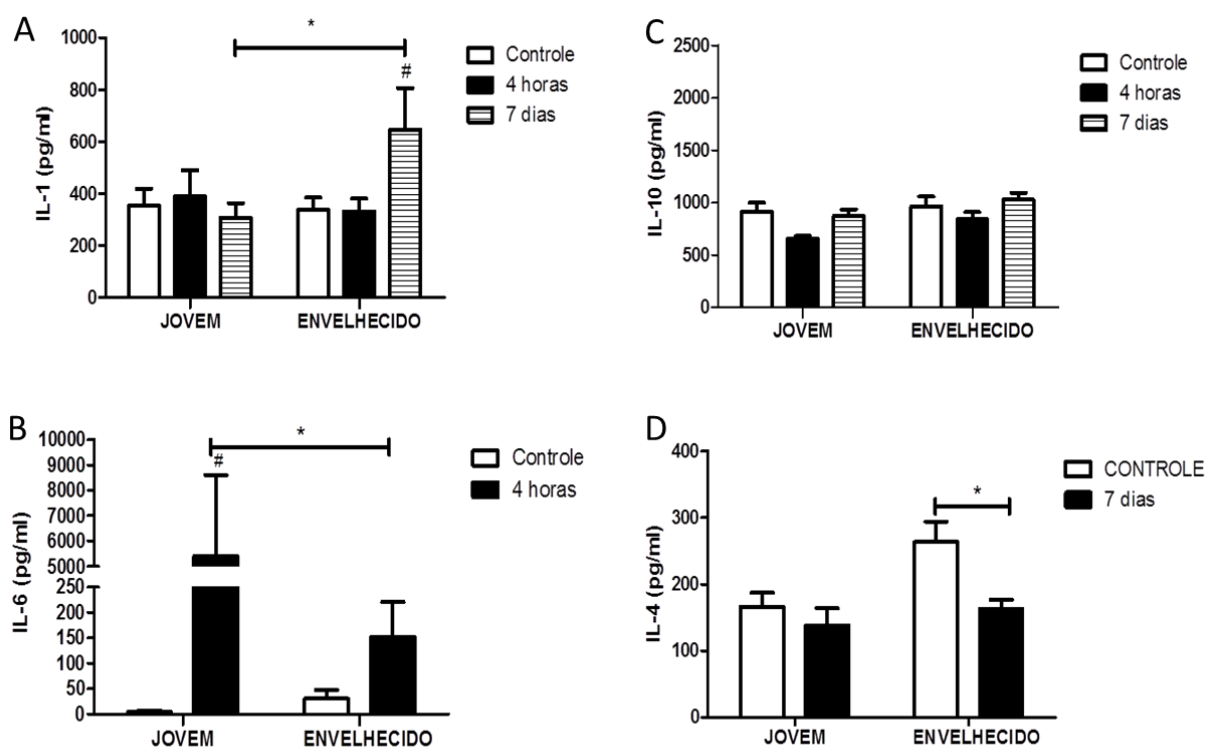 A
*
#
1000
800
600
400
200
0
IL-1 (pg/ml)
JOVEM ENVELHECIDO
Controle
4 horas
7 dias
C
2500
2000
1500
1000
500
0
IL-10 (pg/ml)
JOVEM ENVELHECIDO
Controle
4 horas
7 dias
B
*
#
10000
9000
8000
7000
6000
5000
250
200
150
100
50
0
IL-6 (pg/ml)
JOVEM ENVELHECIDO
Controle
4 horas
D
*
400
300
200
100
0
IL-4 (pg/ml)
JOVEM ENVELHECIDO
CONTROLE
7 dias